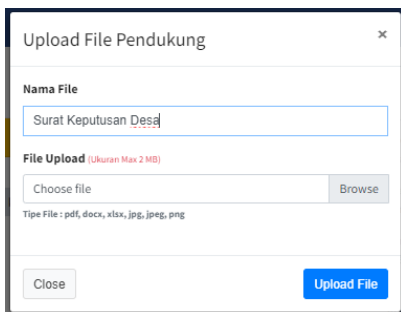 Upload File Pendukung ×
Nama File
Surat Keputusan Desa
File Upload (Ukuran Max 2 MB)
Choose file Browse
Tipe File : pdf, docx, xlsx, jpg, jpeg, png
Close Upload File